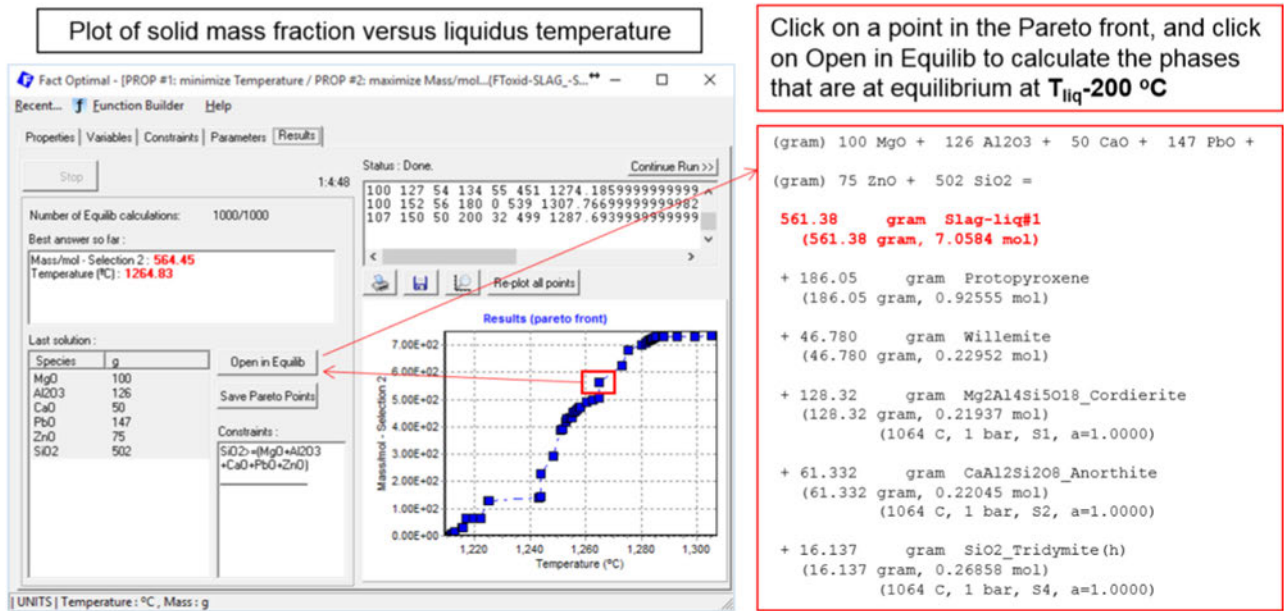 Plot of solid mass fraction versus liquidus temperature
Click on a point in the Pareto front, and click
on Open in Equilib to calculate the phases
that are at equilibrium at Tliq-200 ºC
Fact Optimal - [PROP #1: minimize Temperature / PROP #2: maximize Mass/mol...(FToxid-SLAG_-S...
Recent... Function Builder Help
Properties Variables Constraints Parameters Results
Stop
1:4:48
Number of Equilib calculations: 1000/1000
Best answer so far :
Mass/mol - Selection 2 : 564.45
Temperature (ºC) : 1264.83
Last solution :
Species g
MgO 100
Al2O3 126
CaO 50
PbO 147
ZnO 75
SiO2 502
Open in Equilib
Save Pareto Points
Constraints :
SiO2>=(MgO+Al2O3
+CaO+PbO+ZnO)
Status : Done.
Continue Run >>
100 127 54 134 55 451 1274.1859999999999
100 152 56 180 0 539 1307.7669999999982
107 150 50 200 32 499 1287.6939999999999
Re-plot all points
Results (pareto front)
Mass/mol - Selection 2
7.00E+02
6.00E+02
5.00E+02
4.00E+02
3.00E+02
2.00E+02
1.00E+02
0.00E+00
1,220 1,240 1,260 1,280 1,300
Temperature (ºC)
| UNITS | Temperature : ºC , Mass : g
(gram) 100 MgO + 126 Al2O3 + 50 CaO + 147 PbO +
(gram) 75 ZnO + 502 SiO2 =
561.38 gram Slag-liq#1
(561.38 gram, 7.0584 mol)
+ 186.05 gram Protopyroxene
(186.05 gram, 0.92555 mol)
+ 46.780 gram Willemite
(46.780 gram, 0.22952 mol)
+ 128.32 gram Mg2Al4Si5O18_Cordierite
(128.32 gram, 0.21937 mol)
(1064 C, 1 bar, S1, a=1.0000)
+ 61.332 gram CaAl2Si2O8_Anorthite
(61.332 gram, 0.22045 mol)
(1064 C, 1 bar, S2, a=1.0000)
+ 16.137 gram SiO2_Tridymite(h)
(16.137 gram, 0.26858 mol)
(1064 C, 1 bar, S4, a=1.0000)